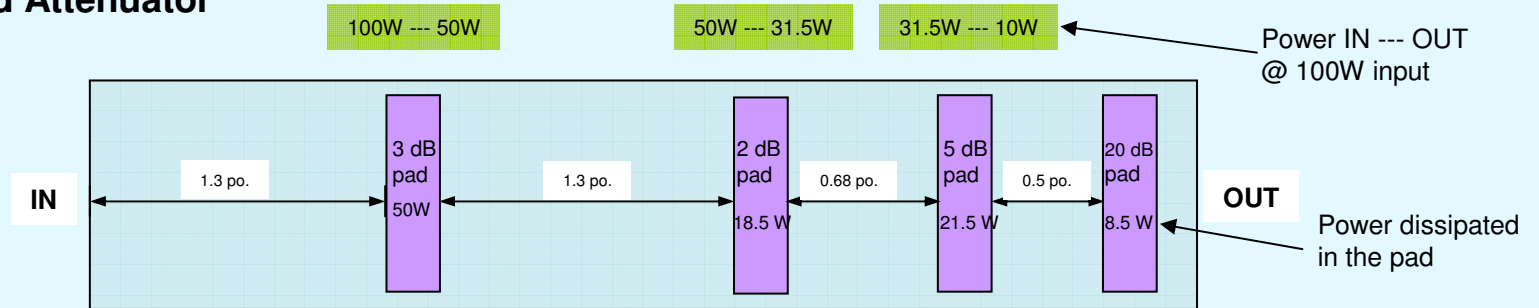 d Attenuator
100W --- 50W
50W --- 31.5W
31.5W --- 10W
Power IN --- OUT
@ 100W input
IN
1.3 po.
3 dB
pad
50W
1.3 po.
2 dB
pad
18.5 W
0.68 po.
5 dB
pad
21.5 W
0.5 po.
20 dB
pad
8.5 W
OUT
Power dissipated
in the pad